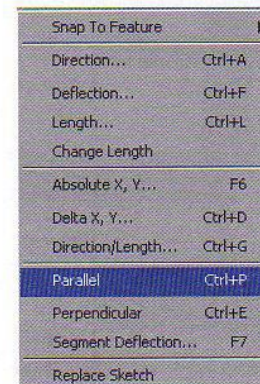 Snap To Feature
Direction... Ctrl+A
Deflection... Ctrl+F
Length... Ctrl+L
Change Length
Absolute X, Y... F6
Delta X, Y... Ctrl+D
Direction/Length... Ctrl+G
Parallel Ctrl+P
Perpendicular Ctrl+E
Segment Deflection... F7
Replace Sketch